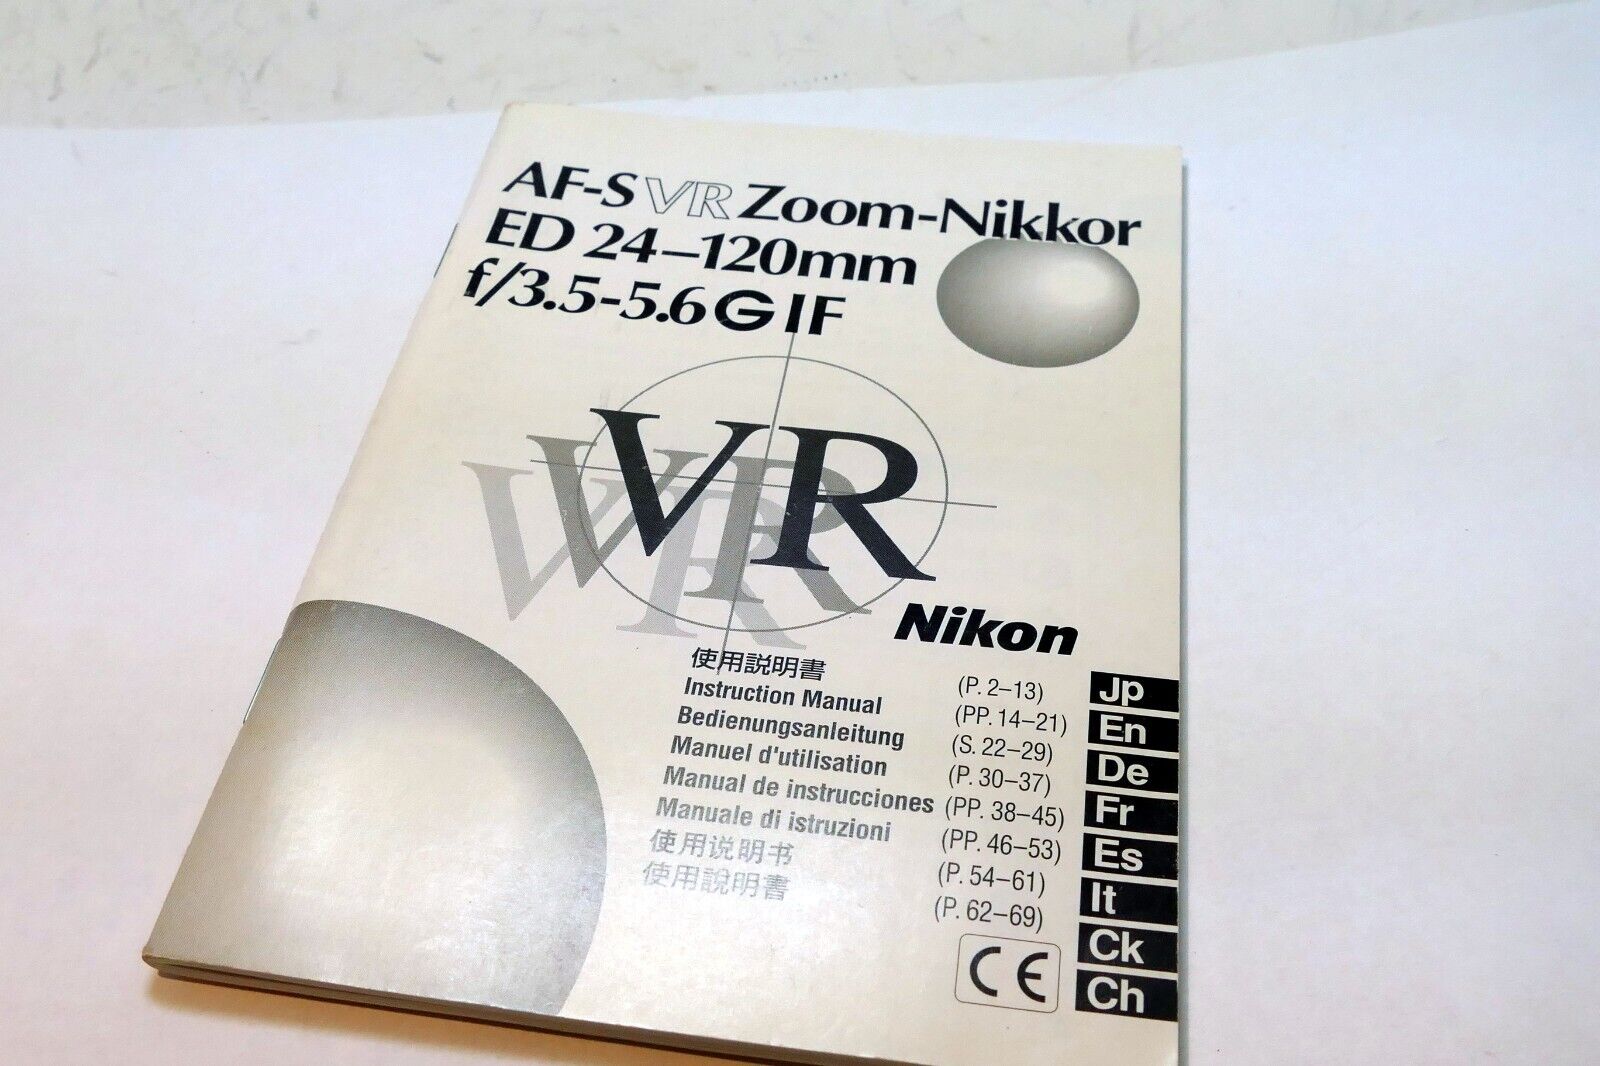 AF-S VR Zoom-Nikkor
ED 24–120mm
f/3.5-5.6 G IF
VR
VR
VR
Nikon
使用説明書 (P. 2–13) Jp
Instruction Manual (PP. 14–21) En
Bedienungsanleitung (S. 22–29) De
Manuel d'utilisation (P. 30–37) Fr
Manual de instrucciones (PP. 38–45) Es
Manuale di istruzioni (PP. 46–53) It
使用说明书 (P. 54–61) Ck
使用說明書 (P. 62–69) Ch
CE